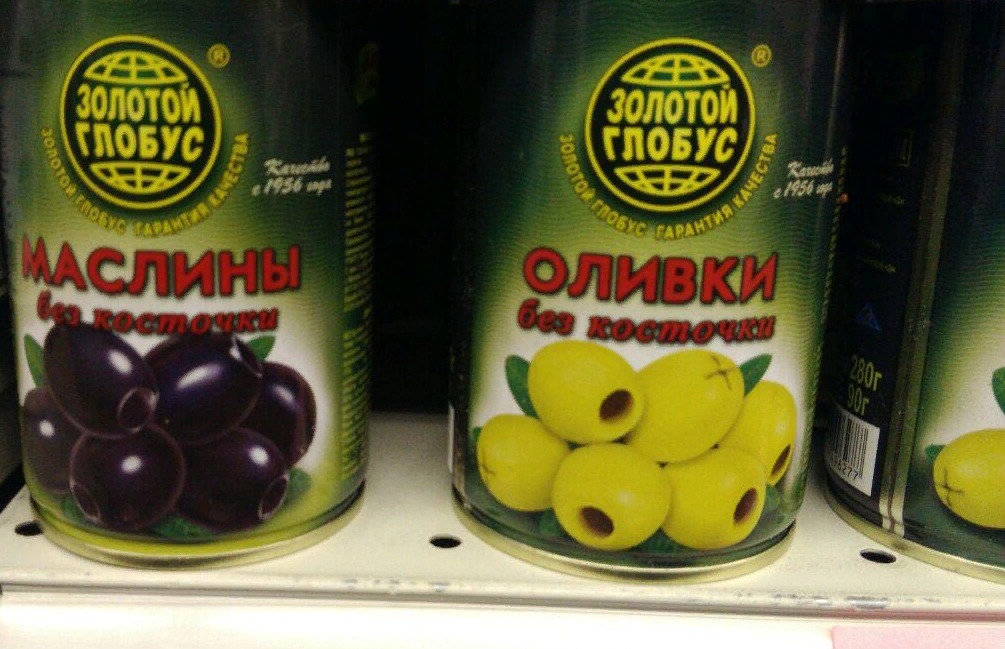 ЗОЛОТОЙ
ГЛОБУС
®
ЗОЛОТОЙ ГЛОБУС ГАРАНТИЯ КАЧЕСТВА
Качество
с 1956 года
МАСЛИНЫ
без косточки
ЗОЛОТОЙ
ГЛОБУС
®
ЗОЛОТОЙ ГЛОБУС ГАРАНТИЯ КАЧЕСТВА
Качество
с 1956 года
ОЛИВКИ
без косточки
280г
90г